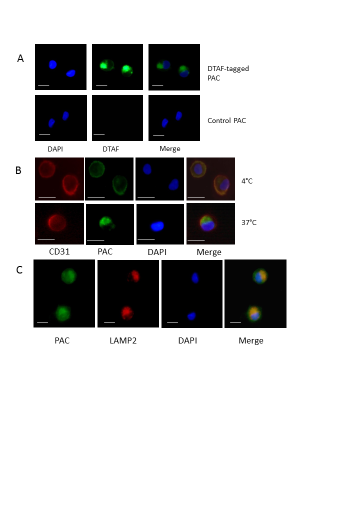 A
DTAF-tagged
PAC
Control PAC
DAPI DTAF Merge
B
4°C
37°C
CD31 PAC DAPI Merge
C
PAC LAMP2 DAPI Merge